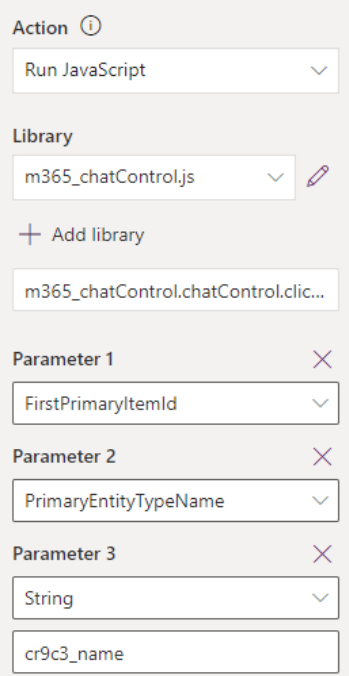 Action
Run JavaScript
Library
m365_chatControl.js
Add library
m365_chatControl.chatControl.clic...
Parameter 1
FirstPrimaryItemId
Parameter 2
PrimaryEntityTypeName
Parameter 3
String
cr9c3_name